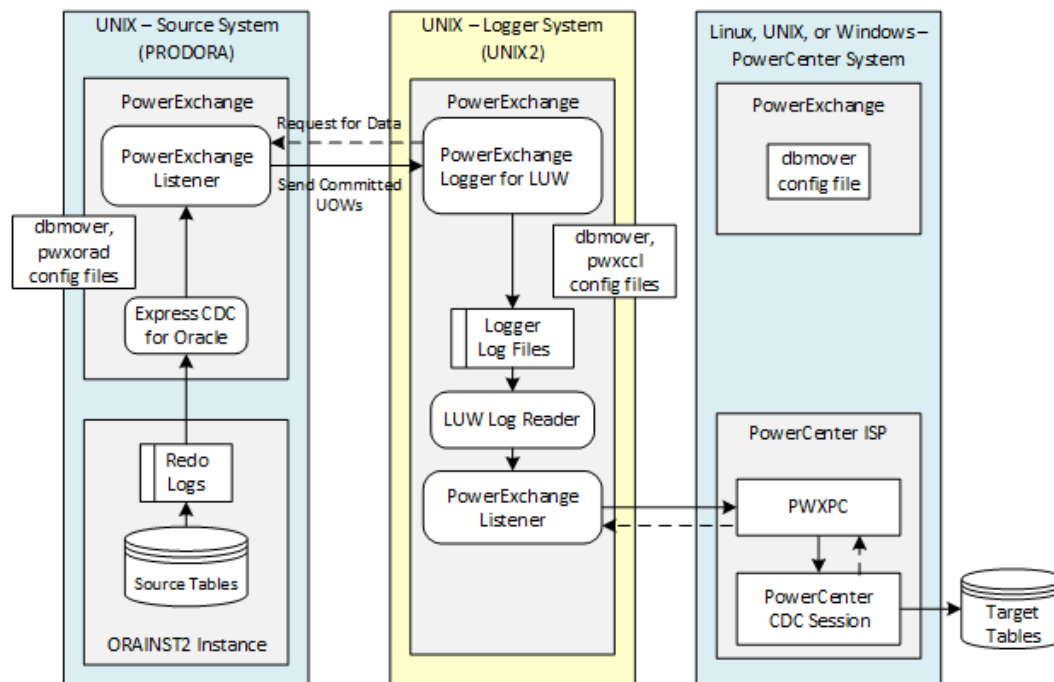 UNIX – Source System
(PRODORA)
PowerExchange
PowerExchange
Listener
dbmover,
pwxorad
config files
Express CDC
for Oracle
Redo
Logs
Source Tables
ORAINST2 Instance
Request for Data
Send Committed
UOWs
UNIX – Logger System
(UNIX2)
PowerExchange
PowerExchange
Logger for LUW
dbmover,
pwxccl
config files
Logger
Log Files
LUW Log Reader
PowerExchange
Listener
Linux, UNIX, or Windows –
PowerCenter System
PowerExchange
dbmover
config file
PowerCenter ISP
PWXPC
PowerCenter
CDC Session
Target
Tables